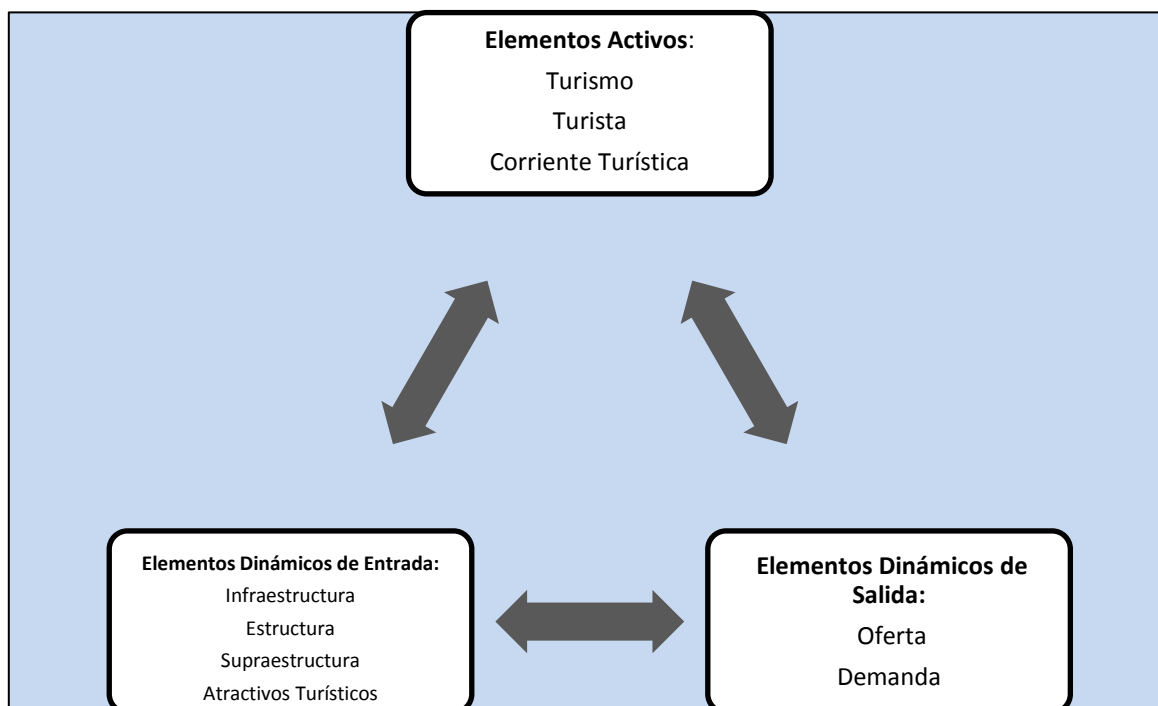 Elementos Activos:
Turismo
Turista
Corriente Turística
Elementos Dinámicos de Entrada:
Infraestructura
Estructura
Supraestructura
Atractivos Turísticos
Elementos Dinámicos de
Salida:
Oferta
Demanda